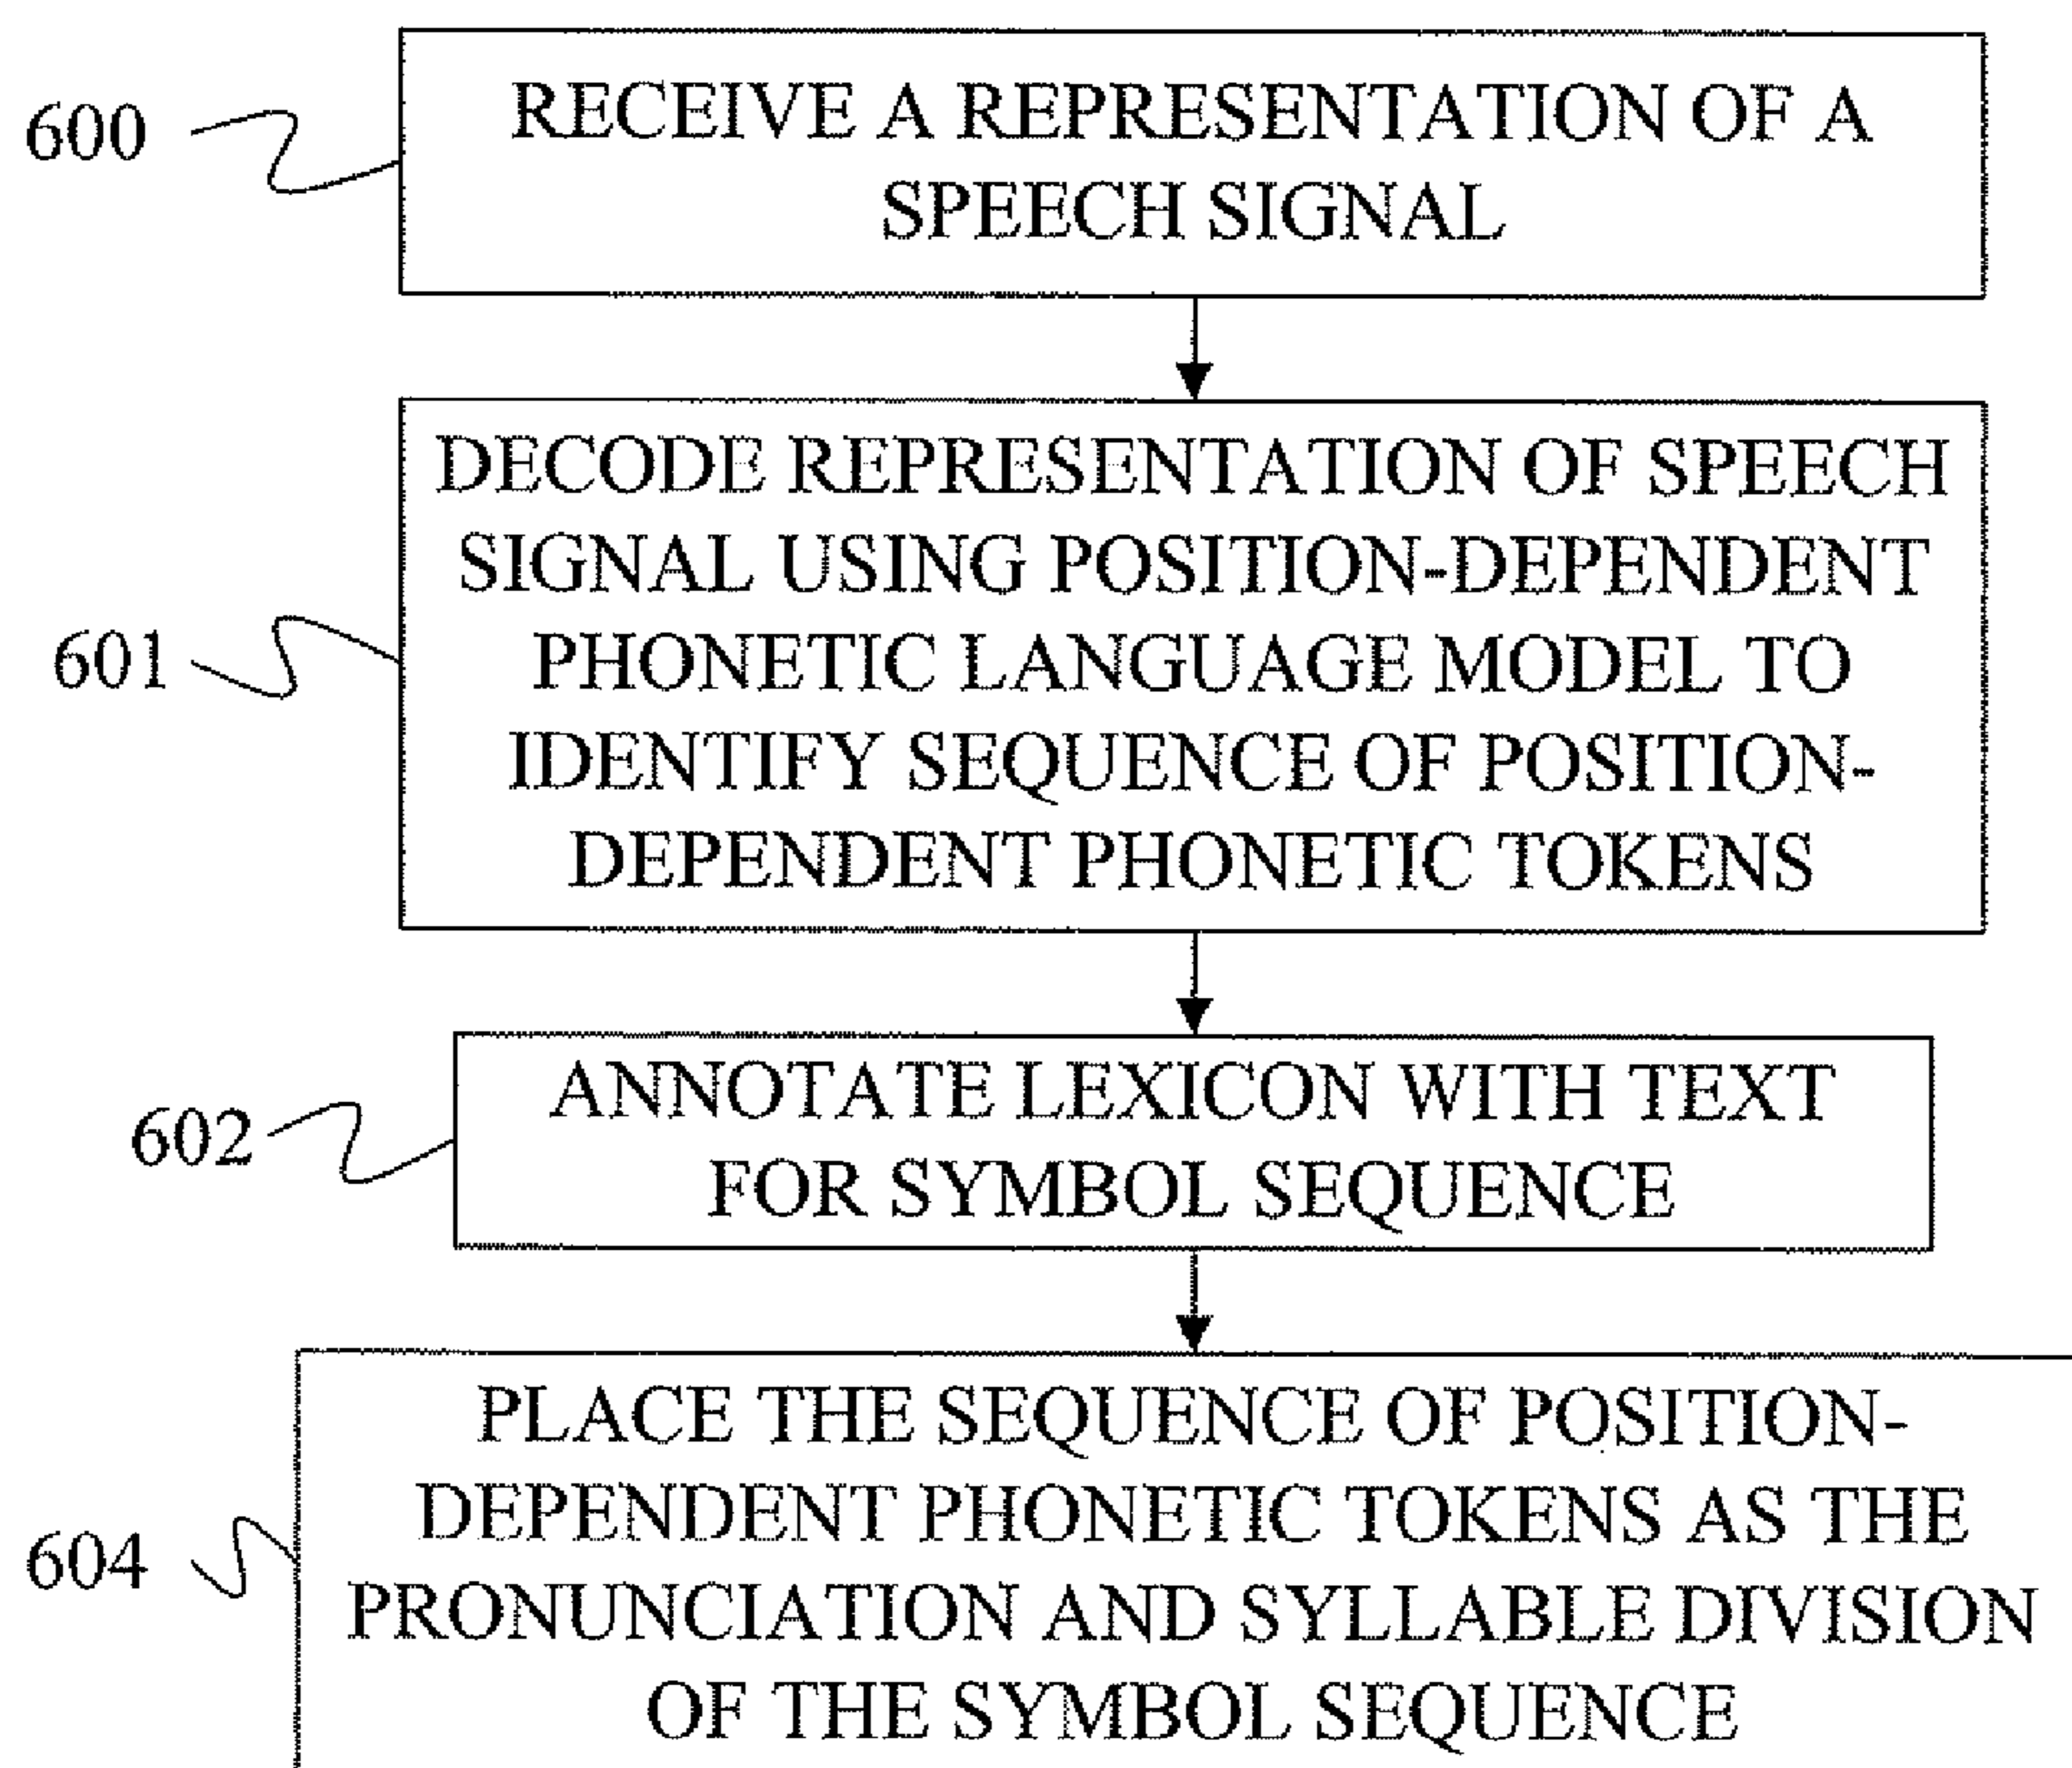 600
RECEIVE A REPRESENTATION OF A
SPEECH SIGNAL
601
DECODE REPRESENTATION OF SPEECH
SIGNAL USING POSITION-DEPENDENT
PHONETIC LANGUAGE MODEL TO
IDENTIFY SEQUENCE OF POSITION-
DEPENDENT PHONETIC TOKENS
602
ANNOTATE LEXICON WITH TEXT
FOR SYMBOL SEQUENCE
604
PLACE THE SEQUENCE OF POSITION-
DEPENDENT PHONETIC TOKENS AS THE
PRONUNCIATION AND SYLLABLE DIVISION
OF THE SYMBOL SEQUENCE